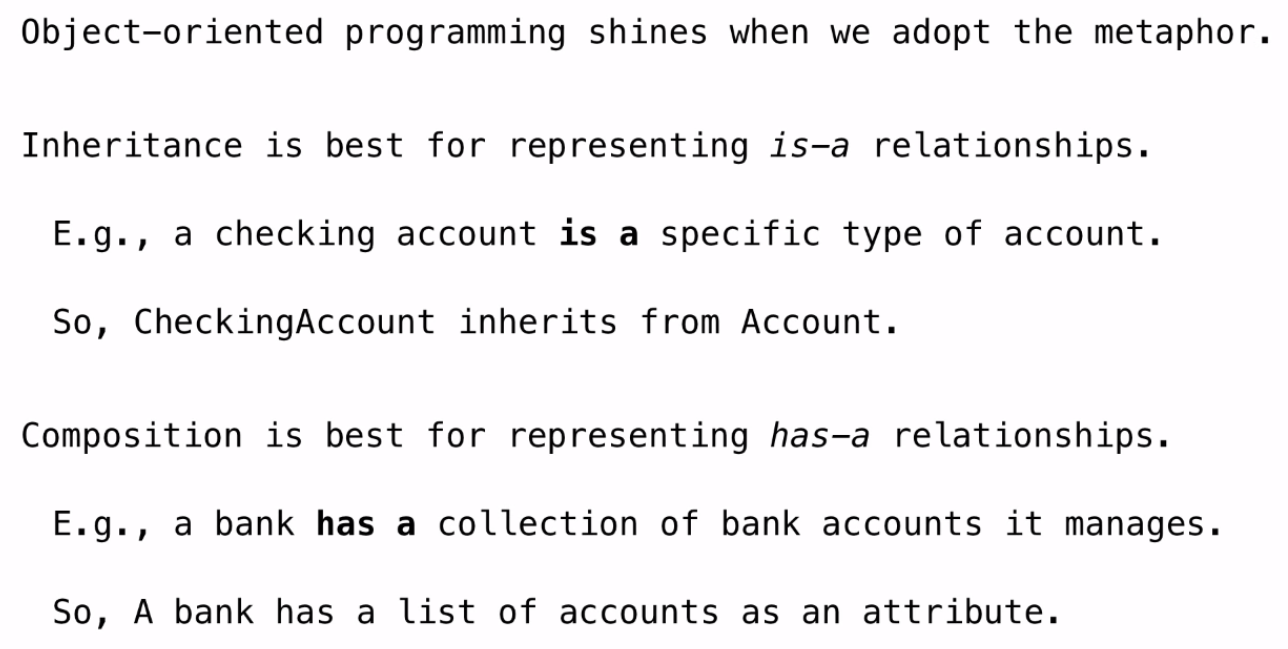 Object-oriented programming shines when we adopt the metaphor.
Inheritance is best for representing is-a relationships.
E.g., a checking account is a specific type of account.
So, CheckingAccount inherits from Account.
Composition is best for representing has-a relationships.
E.g., a bank has a collection of bank accounts it manages.
So, A bank has a list of accounts as an attribute.